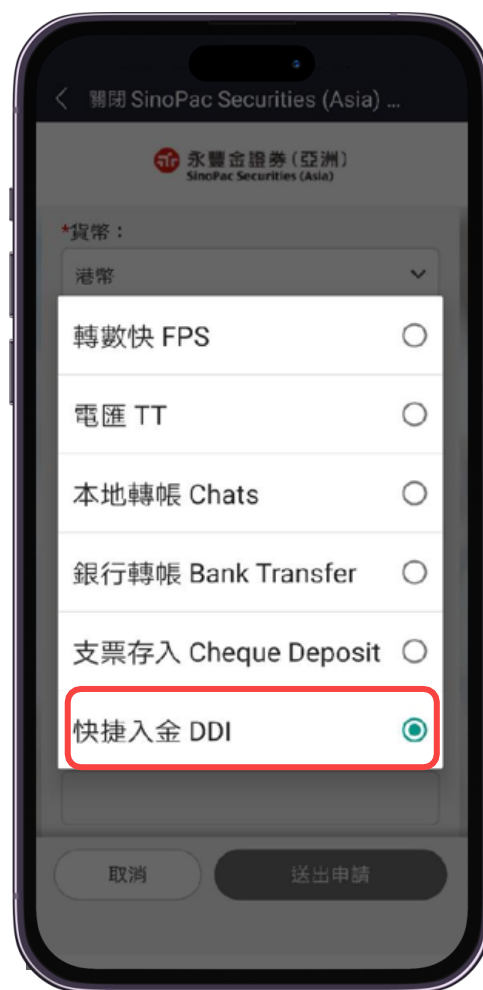 關閉 SinoPac Securities (Asia) ...
永豐金證券(亞洲)
SinoPac Securities (Asia)
*貨幣：
港幣
轉數快 FPS
電匯 TT
本地轉帳 Chats
銀行轉帳 Bank Transfer
支票存入 Cheque Deposit
快捷入金 DDI
取消
送出申請